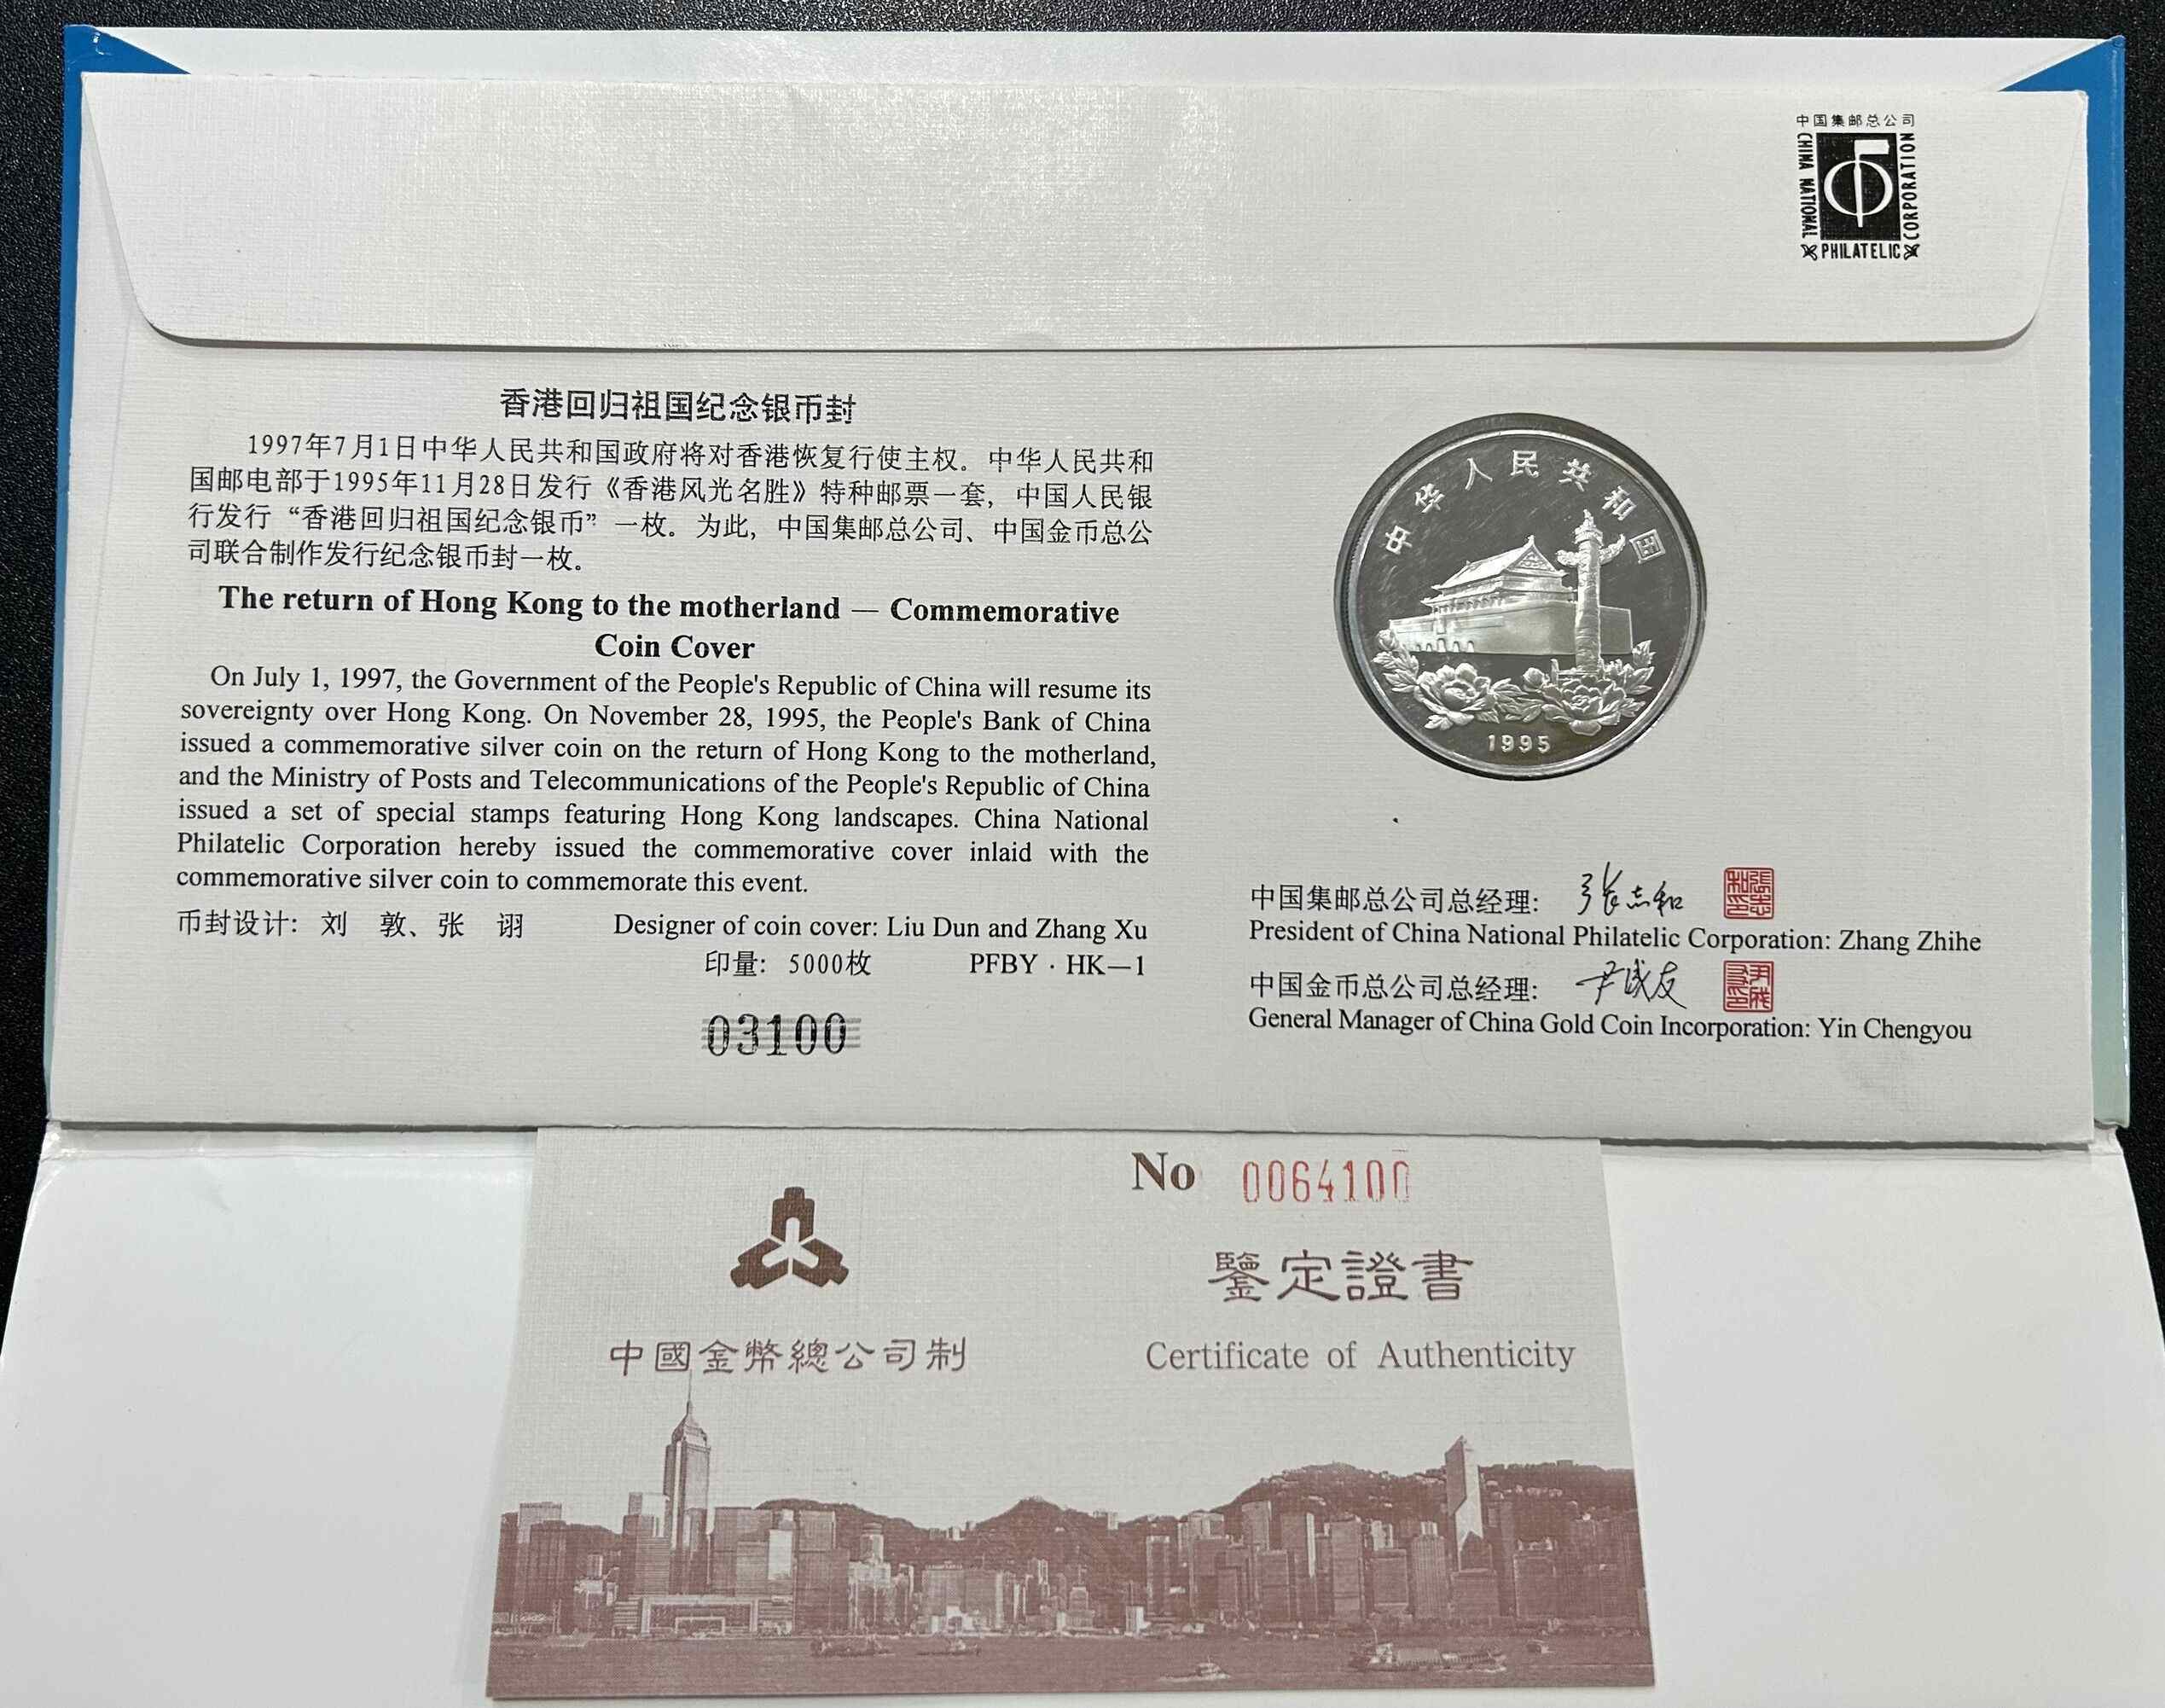 中国集邮总公司
CHINA NATIONAL
PHILATELIC
CORPORATION
香港回归祖国纪念银币封
1997年7月1日中华人民共和国政府将对香港恢复行使主权。中华人民共和
国邮电部于1995年11月28日发行《香港风光名胜》特种邮票一套，中国人民银
行发行“香港回归祖国纪念银币”一枚。为此，中国集邮总公司、中国金币总公
司联合制作发行纪念银币封一枚。
The return of Hong Kong to the motherland — Commemorative
Coin Cover
On July 1, 1997, the Government of the People's Republic of China will resume its
sovereignty over Hong Kong. On November 28, 1995, the People's Bank of China
issued a commemorative silver coin on the return of Hong Kong to the motherland,
and the Ministry of Posts and Telecommunications of the People's Republic of China
issued a set of special stamps featuring Hong Kong landscapes. China National
Philatelic Corporation hereby issued the commemorative cover inlaid with the
commemorative silver coin to commemorate this event.
币封设计：刘 敦、张 诩 Designer of coin cover: Liu Dun and Zhang Xu
印量：5000枚 PFBY · HK—1
03100
中华人民共和国
1995
中国集邮总公司总经理：张志和
President of China National Philatelic Corporation: Zhang Zhihe
中国金币总公司总经理：尹成友
General Manager of China Gold Coin Incorporation: Yin Chengyou
No 0064100
鑒定證書
中國金幣總公司制
Certificate of Authenticity